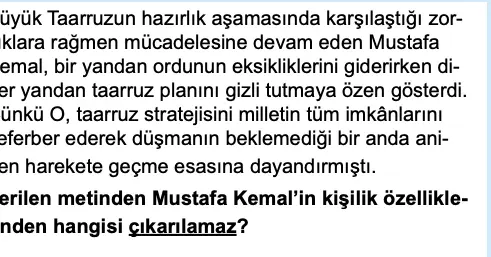 üyük Taarruzun hazırlık aşamasında karşılaştığı zor-
ıklara rağmen mücadelesine devam eden Mustafa
emal, bir yandan ordunun eksikliklerini giderirken di-
er yandan taarruz planını gizli tutmaya özen gösterdi.
ünkü O, taarruz stratejisini milletin tüm imkânlarını
eferber ederek düşmanın beklemediği bir anda ani-
en harekete geçme esasına dayandırmıştı.
erilen metinden Mustafa Kemal’in kişilik özellikle-
nden hangisi çıkarılamaz?